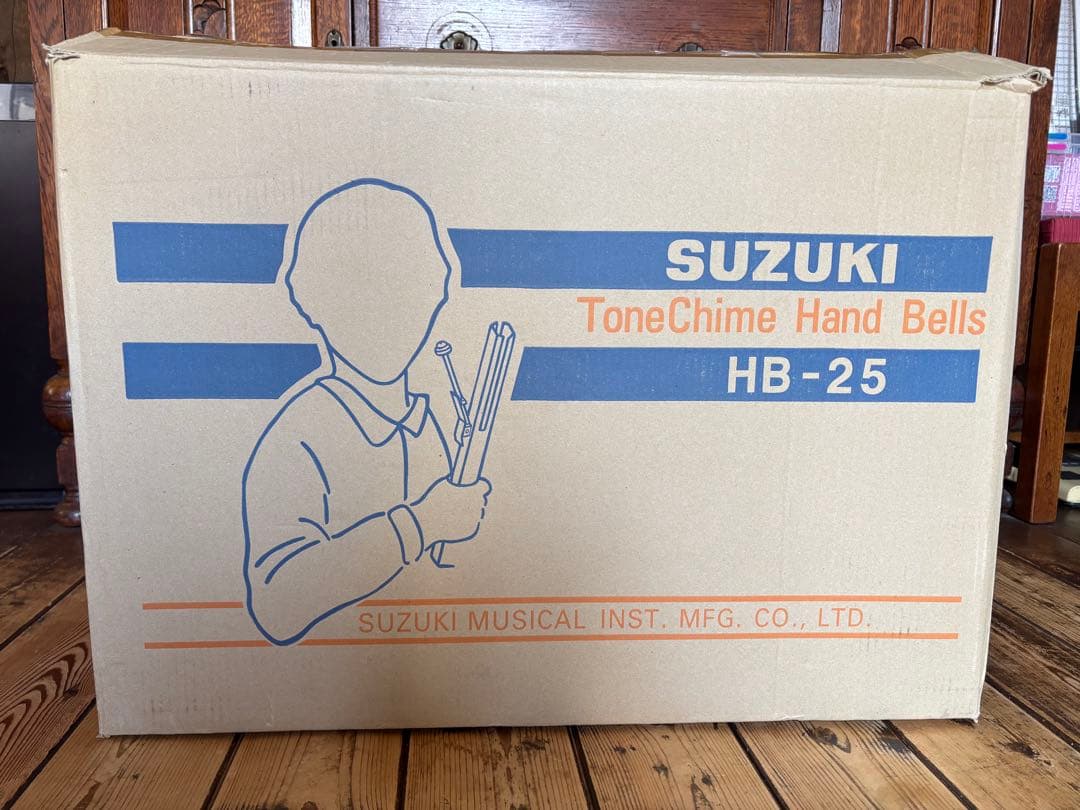 SUZUKI
ToneChime Hand Bells
HB-25
SUZUKI MUSICAL INST. MFG. CO., LTD.